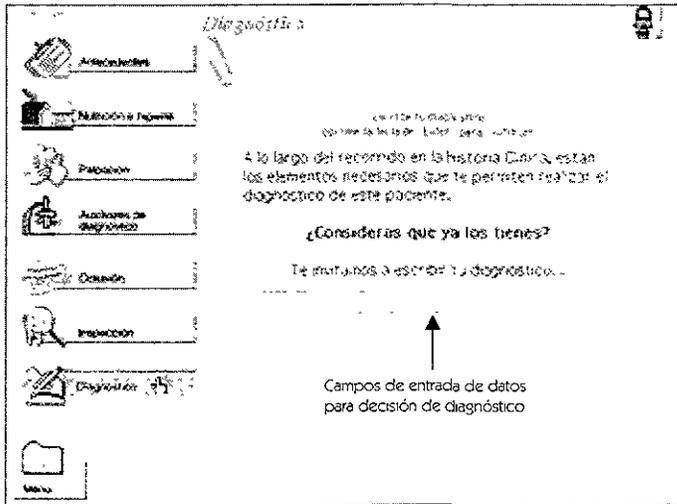 Diagnóstico
Antecedentes
Nutrición e higiene
Palpación
Auxiliares de
diagnóstico
Oclusión
Inspección
Diagnóstico
Menú
A lo largo del recorrido en la historia Clínica, están
los elementos necesarios que te permiten realizar el
diagnóstico de este paciente.
¿Consideras que ya los tienes?
Te invitamos a escribir tu diagnóstico...
Campos de entrada de datos
para decisión de diagnóstico